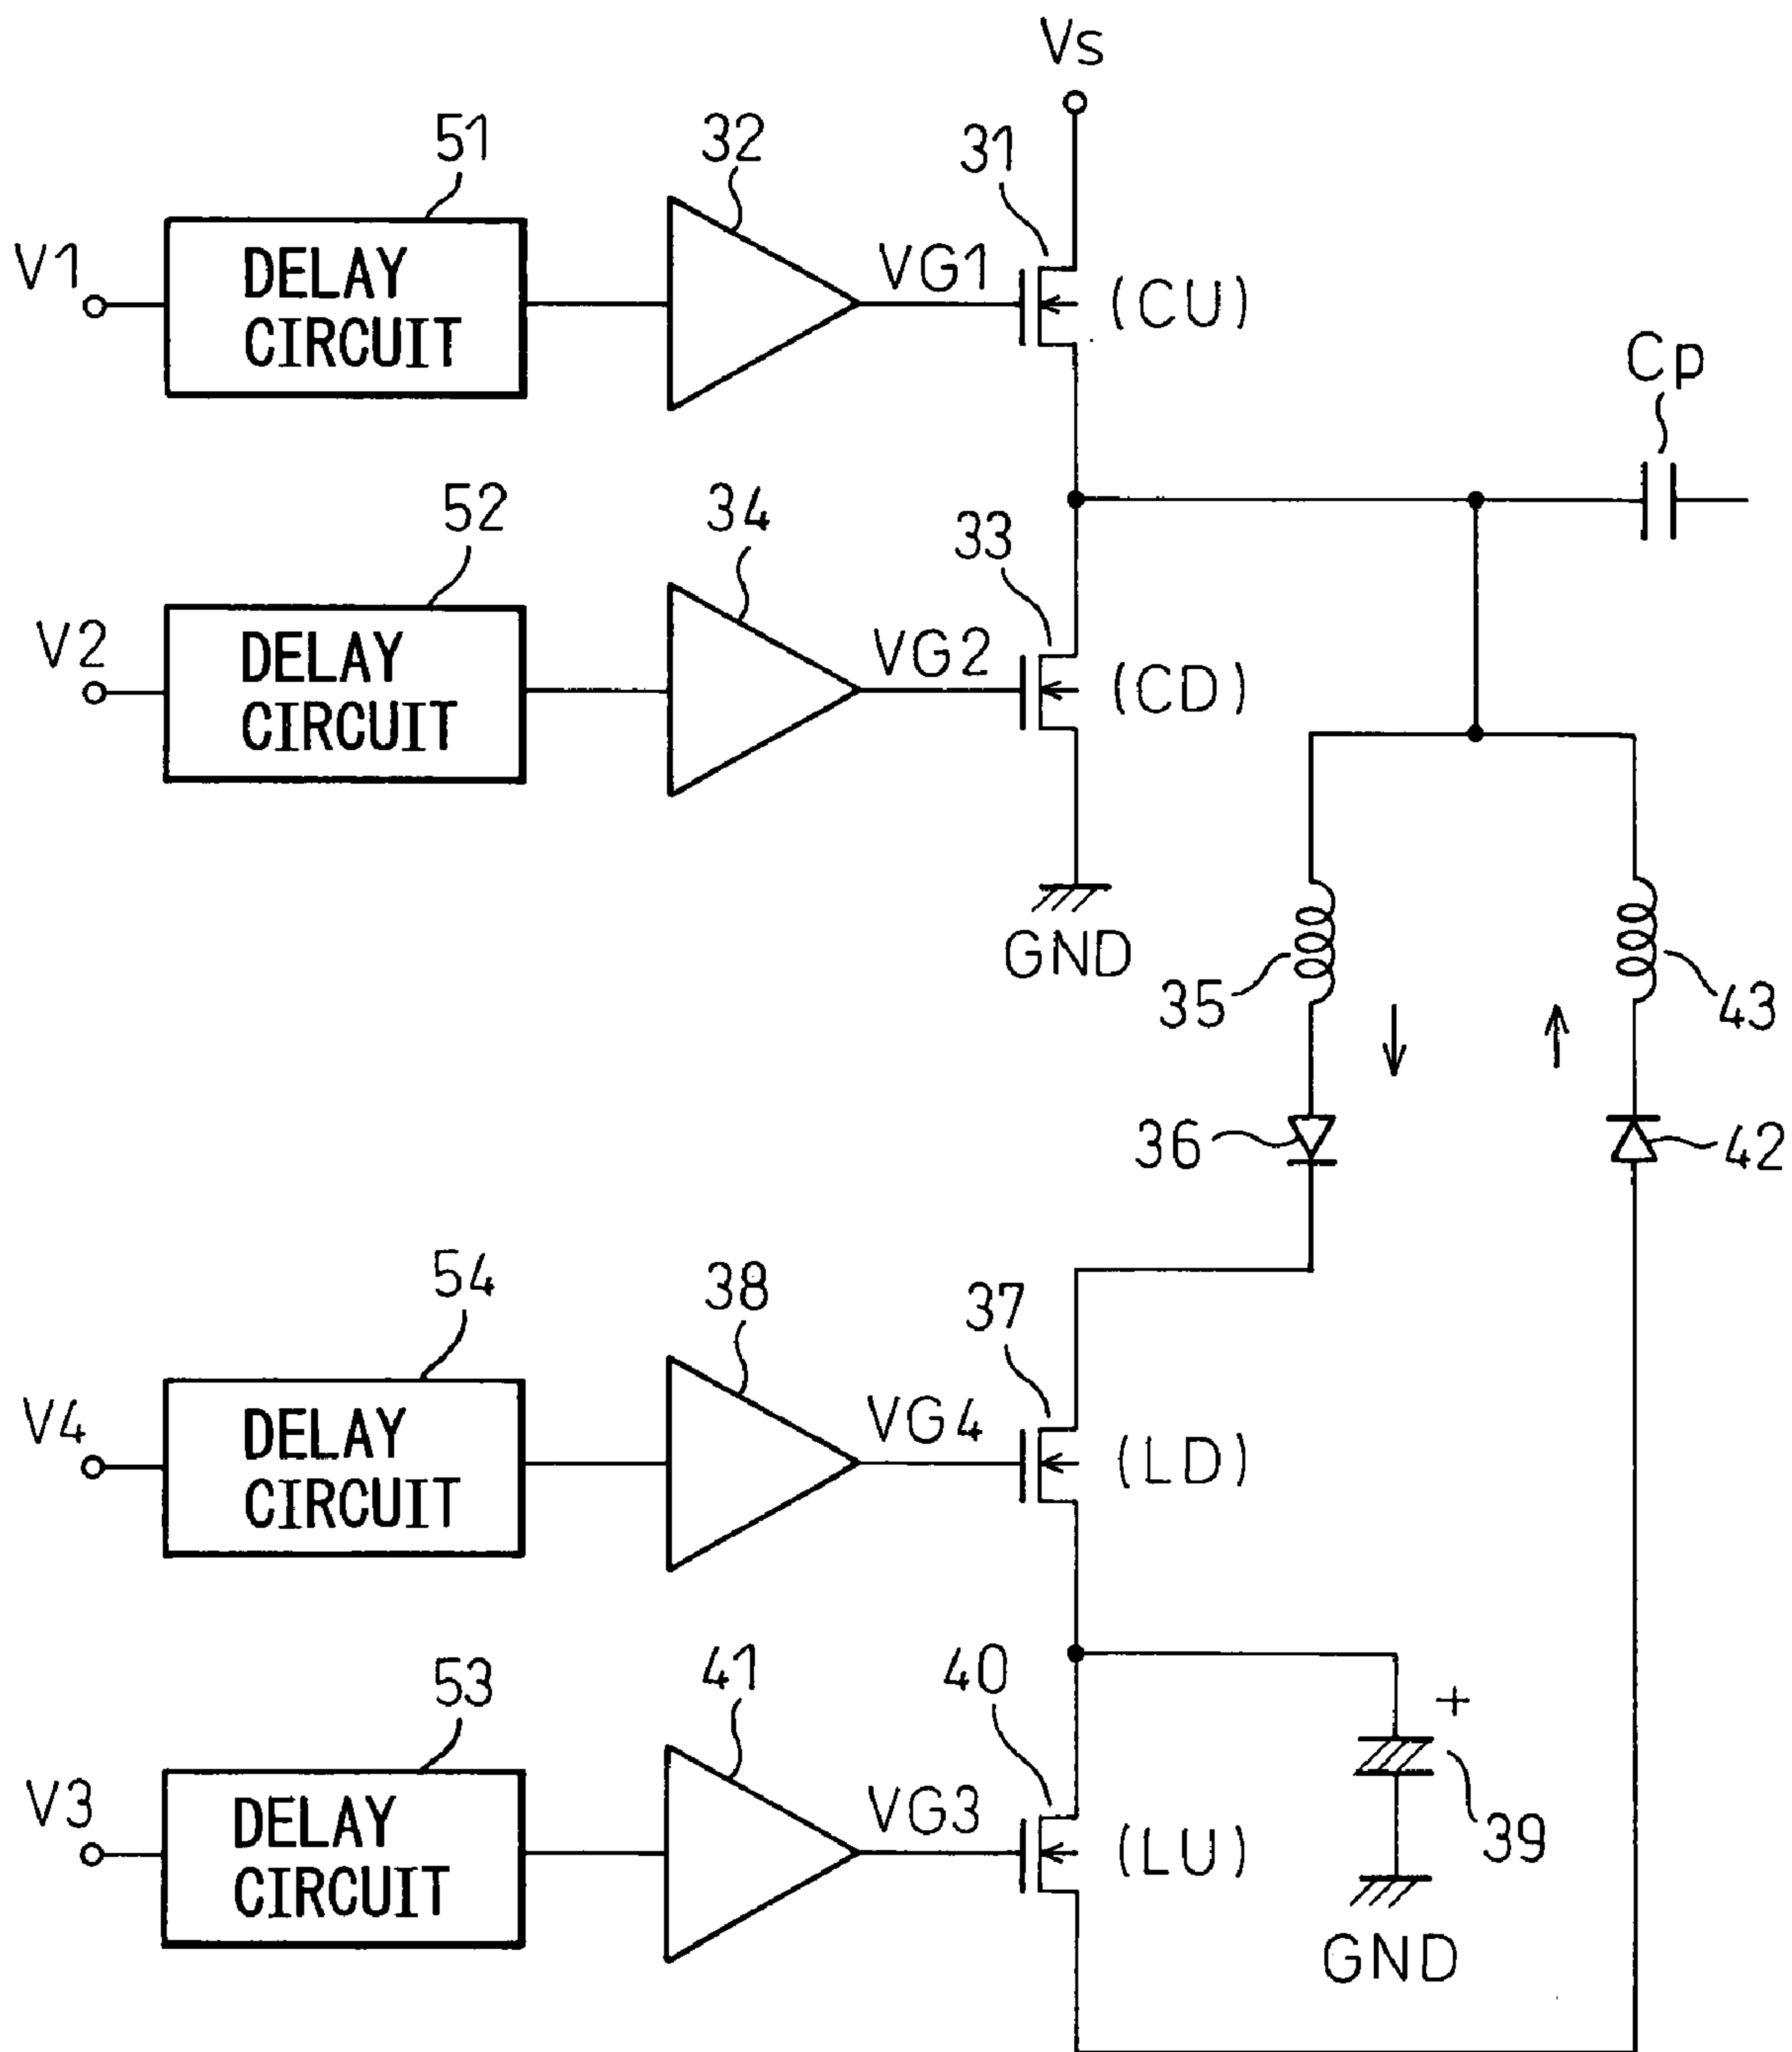 Vs
51
32
31
V1
DELAY
CIRCUIT
VG1
(CU)
Cp
52
34
33
V2
DELAY
CIRCUIT
VG2
(CD)
GND
35
43
36
42
54
38
37
V4
DELAY
CIRCUIT
VG4
(LD)
53
41
40
+
V3
DELAY
CIRCUIT
VG3
(LU)
39
GND